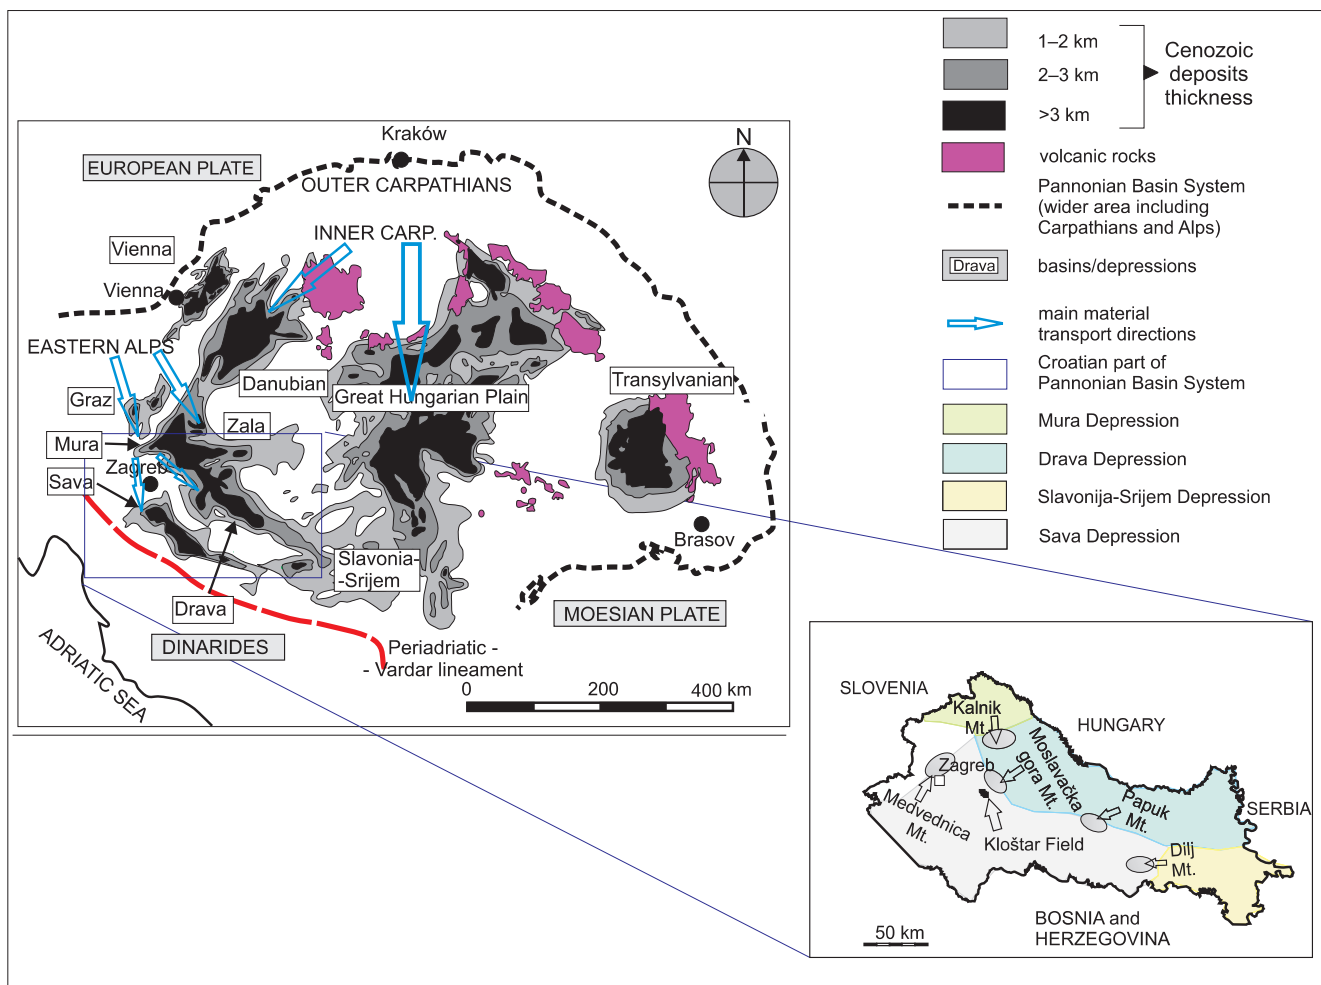 1–2 km
2–3 km
>3 km
Cenozoic
deposits
thickness
volcanic rocks
Pannonian Basin System
(wider area including
Carpathians and Alps)
Drava
basins/depressions
main material
transport directions
Croatian part of
Pannonian Basin System
Mura Depression
Drava Depression
Slavonija-Srijem Depression
Sava Depression
Kraków
N
EUROPEAN PLATE
OUTER CARPATHIANS
INNER CARP.
Vienna
Vienna
EASTERN ALPS
Danubian
Great Hungarian Plain
Transylvanian
Graz
Zala
Mura
Zagreb
Sava
Brasov
Slavonia-
-Srijem
Drava
MOESIAN PLATE
DINARIDES
Periadriatic -
- Vardar lineament
ADRIATIC SEA
0
200
400 km
SLOVENIA
Kalnik
Mt.
HUNGARY
Moslavačka
gora Mt.
Zagreb
Medvednica
Mt.
Papuk
Mt.
SERBIA
Kloštar Field
Dilj
Mt.
BOSNIA and
HERZEGOVINA
50 km